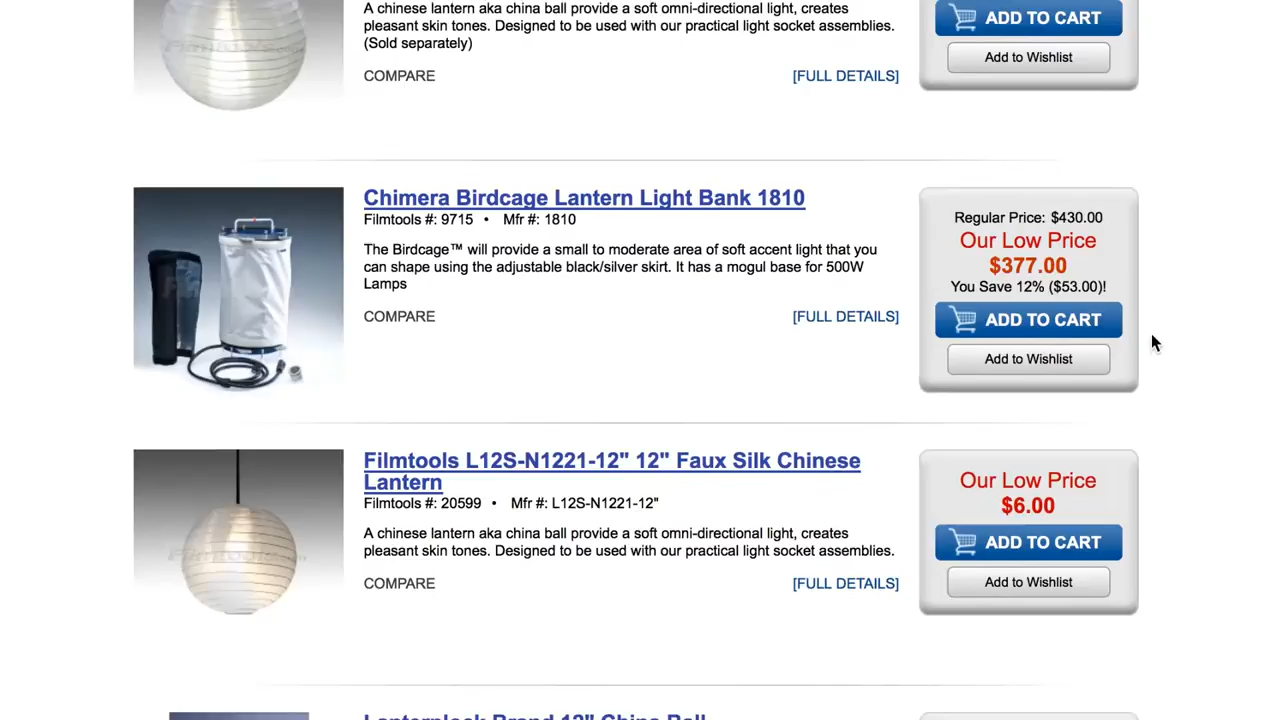 A chinese lantern aka china ball provide a soft omni-directional light, creates
pleasant skin tones. Designed to be used with our practical light socket assemblies.
(Sold separately)
COMPARE
[FULL DETAILS]
ADD TO CART
Add to Wishlist
Chimera Birdcage Lantern Light Bank 1810
Filmtools #: 9715 • Mfr #: 1810
The Birdcage™ will provide a small to moderate area of soft accent light that you
can shape using the adjustable black/silver skirt. It has a mogul base for 500W
Lamps
COMPARE
[FULL DETAILS]
Regular Price: $430.00
Our Low Price
$377.00
You Save 12% ($53.00)!
ADD TO CART
Add to Wishlist
Filmtools L12S-N1221-12" 12" Faux Silk Chinese
Lantern
Filmtools #: 20599 • Mfr #: L12S-N1221-12"
A chinese lantern aka china ball provide a soft omni-directional light, creates
pleasant skin tones. Designed to be used with our practical light socket assemblies.
COMPARE
[FULL DETAILS]
Our Low Price
$6.00
ADD TO CART
Add to Wishlist
Lanternlock Brand 12" China Ball